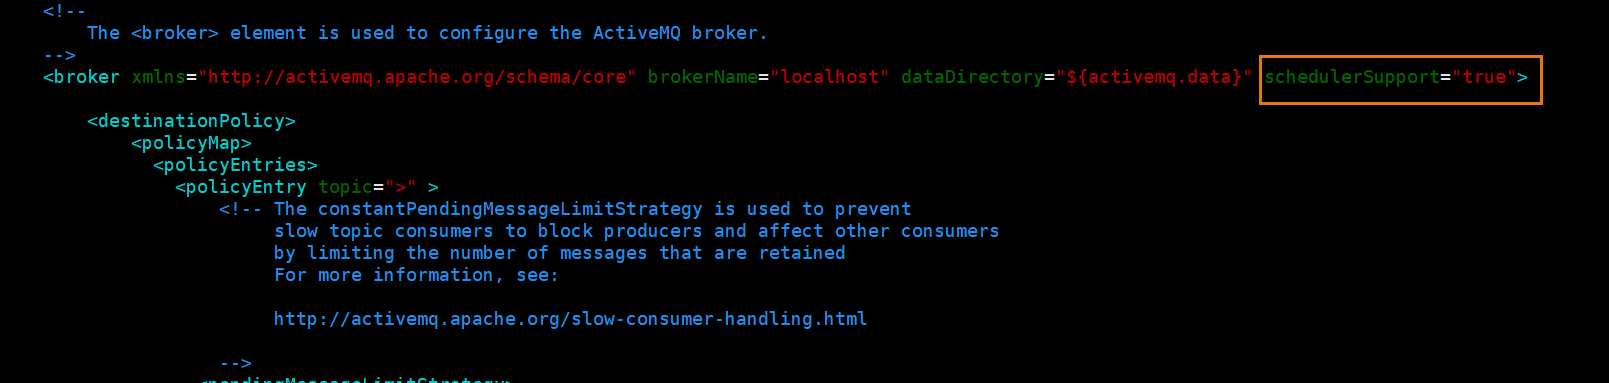 <!--
The <broker> element is used to configure the ActiveMQ broker.
-->
<broker xmlns="http://activemq.apache.org/schema/core" brokerName="localhost" dataDirectory="${activemq.data}" schedulerSupport="true">
<destinationPolicy>
<policyMap>
<policyEntries>
<policyEntry topic=">" >
<!-- The constantPendingMessageLimitStrategy is used to prevent
slow topic consumers to block producers and affect other consumers
by limiting the number of messages that are retained
For more information, see:
http://activemq.apache.org/slow-consumer-handling.html
-->
<pendingMessageLimitStrategy>